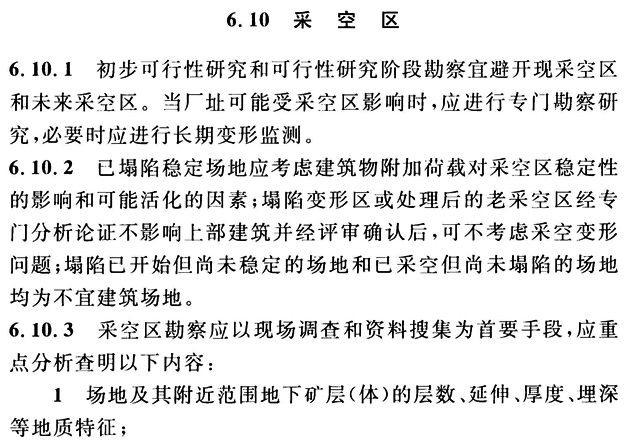 6.10 采 空 区
6.10.1 初步可行性研究和可行性研究阶段勘察宜避开现采空区
和未来采空区。当厂址可能受采空区影响时,应进行专门勘察研
究,必要时应进行长期变形监测。
6.10.2 已塌陷稳定场地应考虑建筑物附加荷载对采空区稳定性
的影响和可能活化的因素;塌陷变形区或处理后的老采空区经专
门分析论证不影响上部建筑并经评审确认后,可不考虑采空变形
问题;塌陷已开始但尚未稳定的场地和已采空但尚未塌陷的场地
均为不宜建筑场地。
6.10.3 采空区勘察应以现场调查和资料搜集为首要手段,应重
点分析查明以下内容:
1 场地及其附近范围地下矿层(体)的层数、延伸、厚度、埋深
等地质特征;